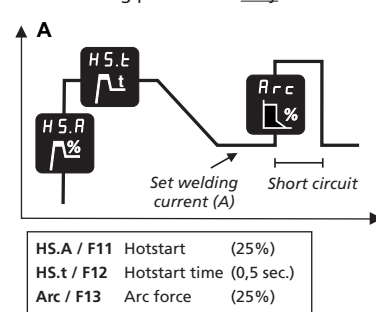 A
HS.t
t
HS.A
%
Arc
%
Set welding
current (A)
Short circuit
HS.A / F11 Hotstart (25%)
HS.t / F12 Hotstart time (0,5 sec.)
Arc / F13 Arc force (25%)